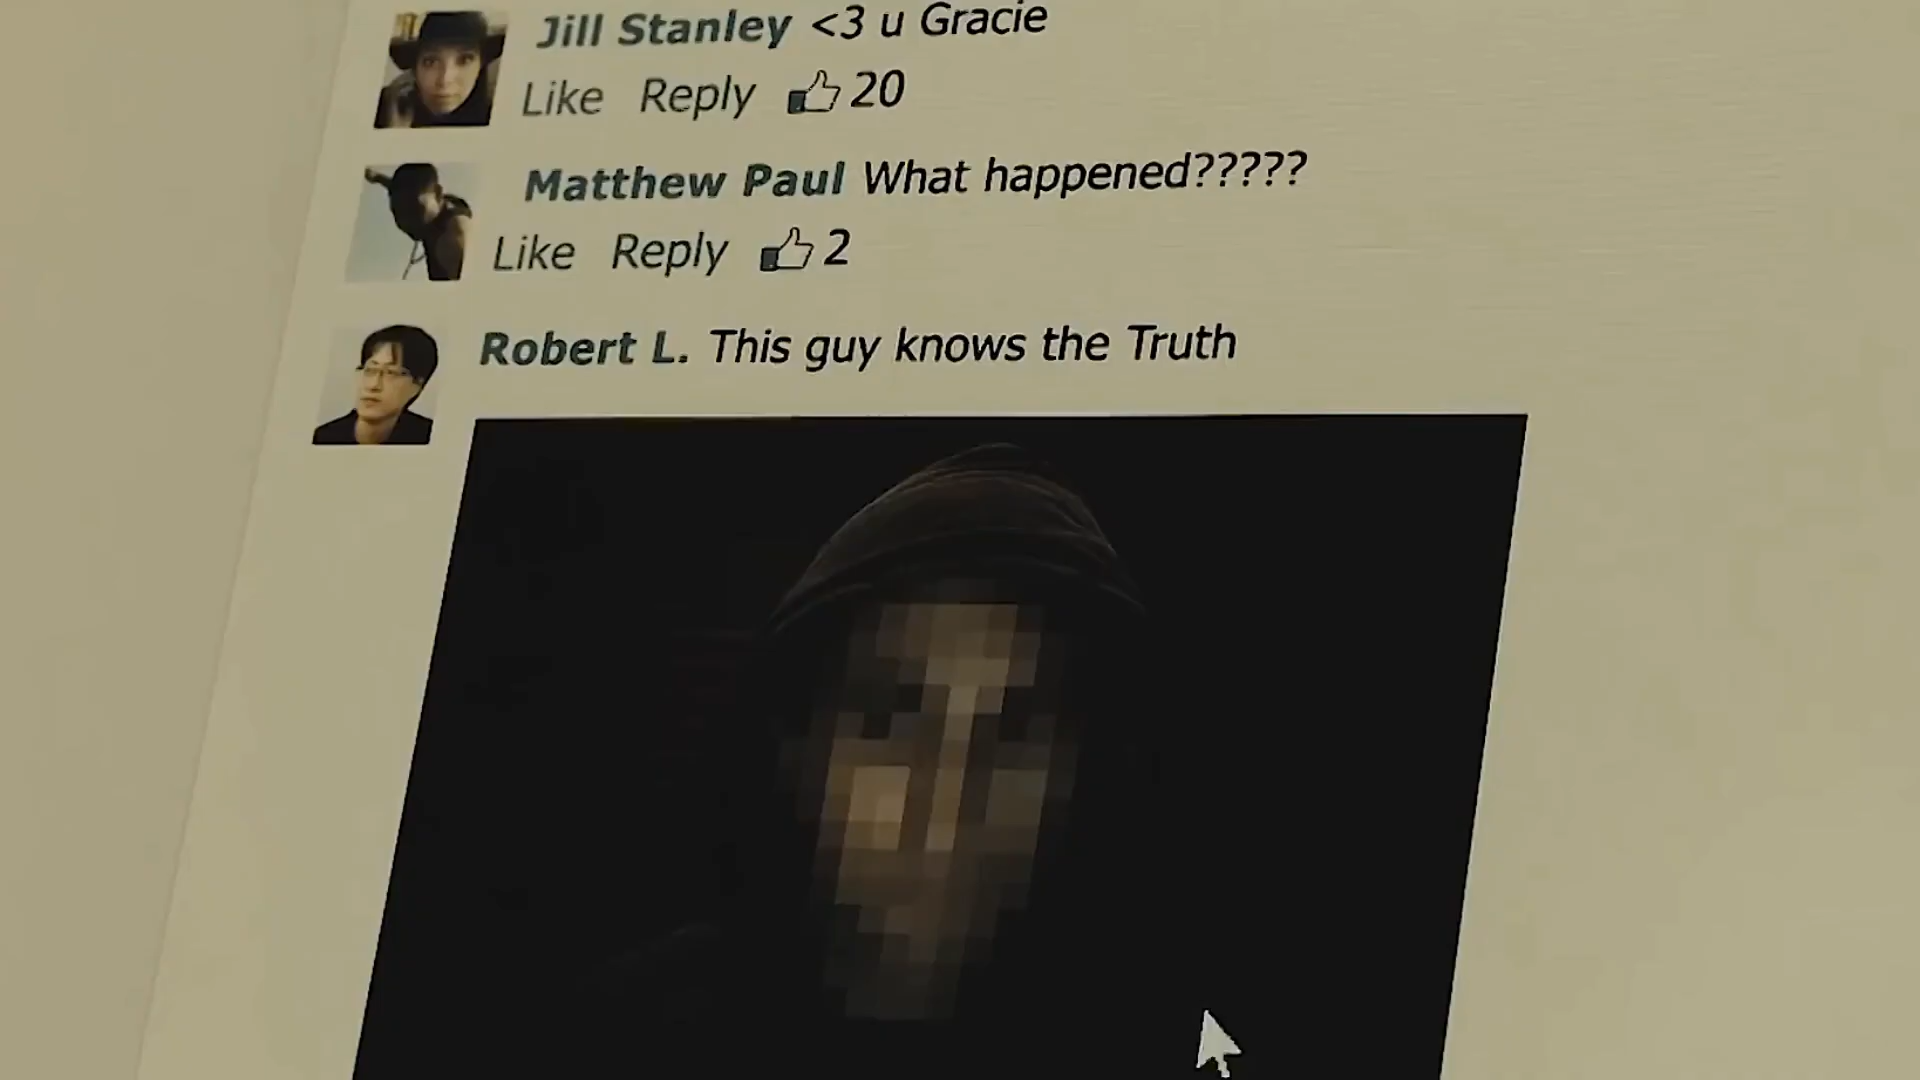 Jill Stanley <3 u Gracie
Like Reply 20
Matthew Paul What happened?????
Like Reply 2
Robert L. This guy knows the Truth